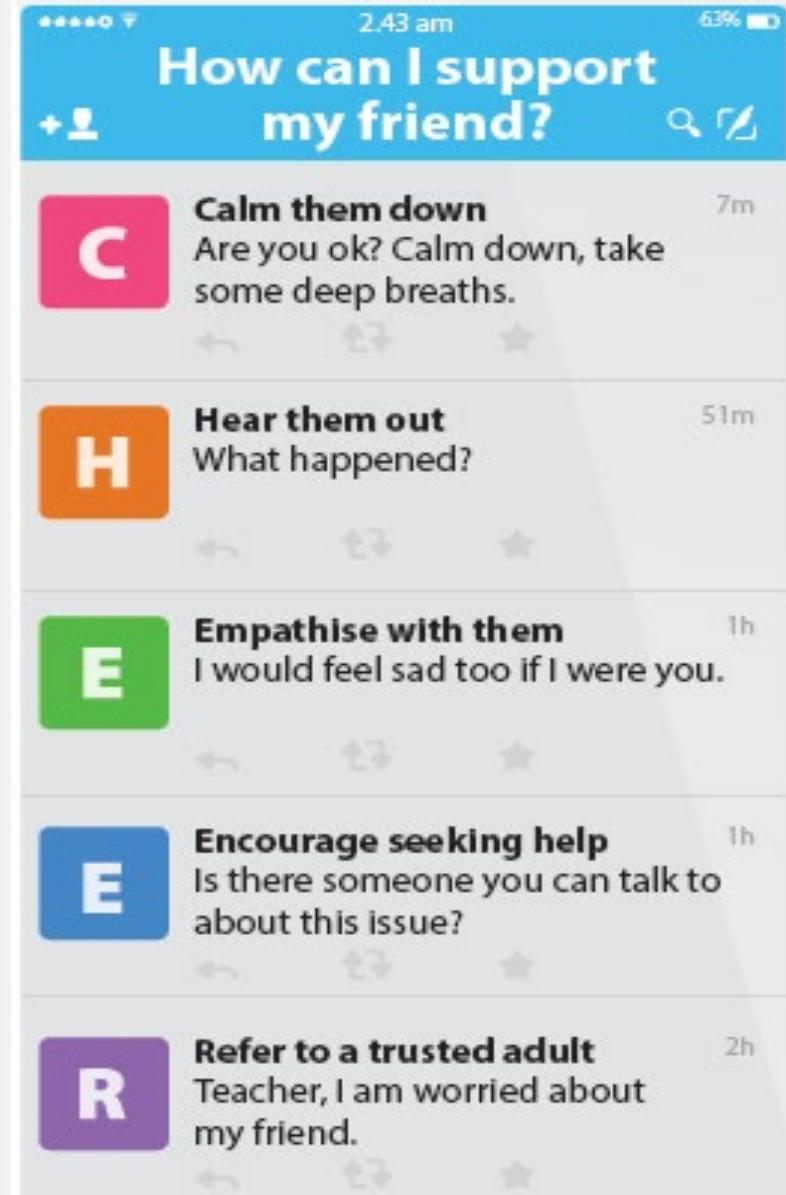 2.43 am
63%
How can I support
my friend?
C
Calm them down
7m
Are you ok? Calm down, take
some deep breaths.
H
Hear them out
51m
What happened?
E
Empathise with them
1h
I would feel sad too if I were you.
E
Encourage seeking help
1h
Is there someone you can talk to
about this issue?
R
Refer to a trusted adult
2h
Teacher, I am worried about
my friend.